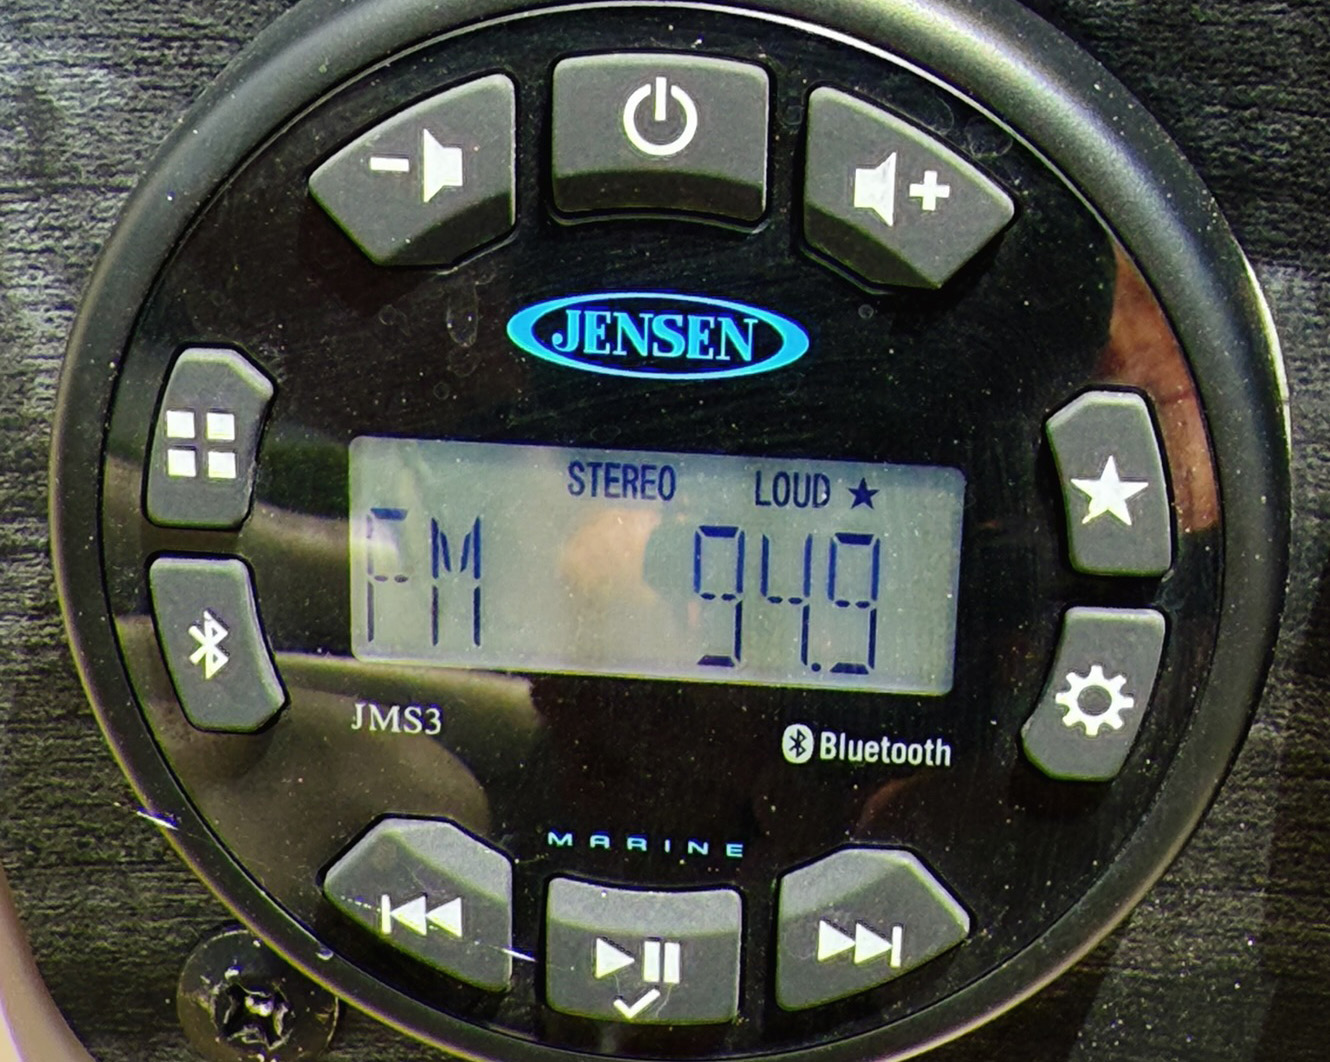 JENSEN
STEREO LOUD
FM 94.9
JMS3
Bluetooth
MARINE